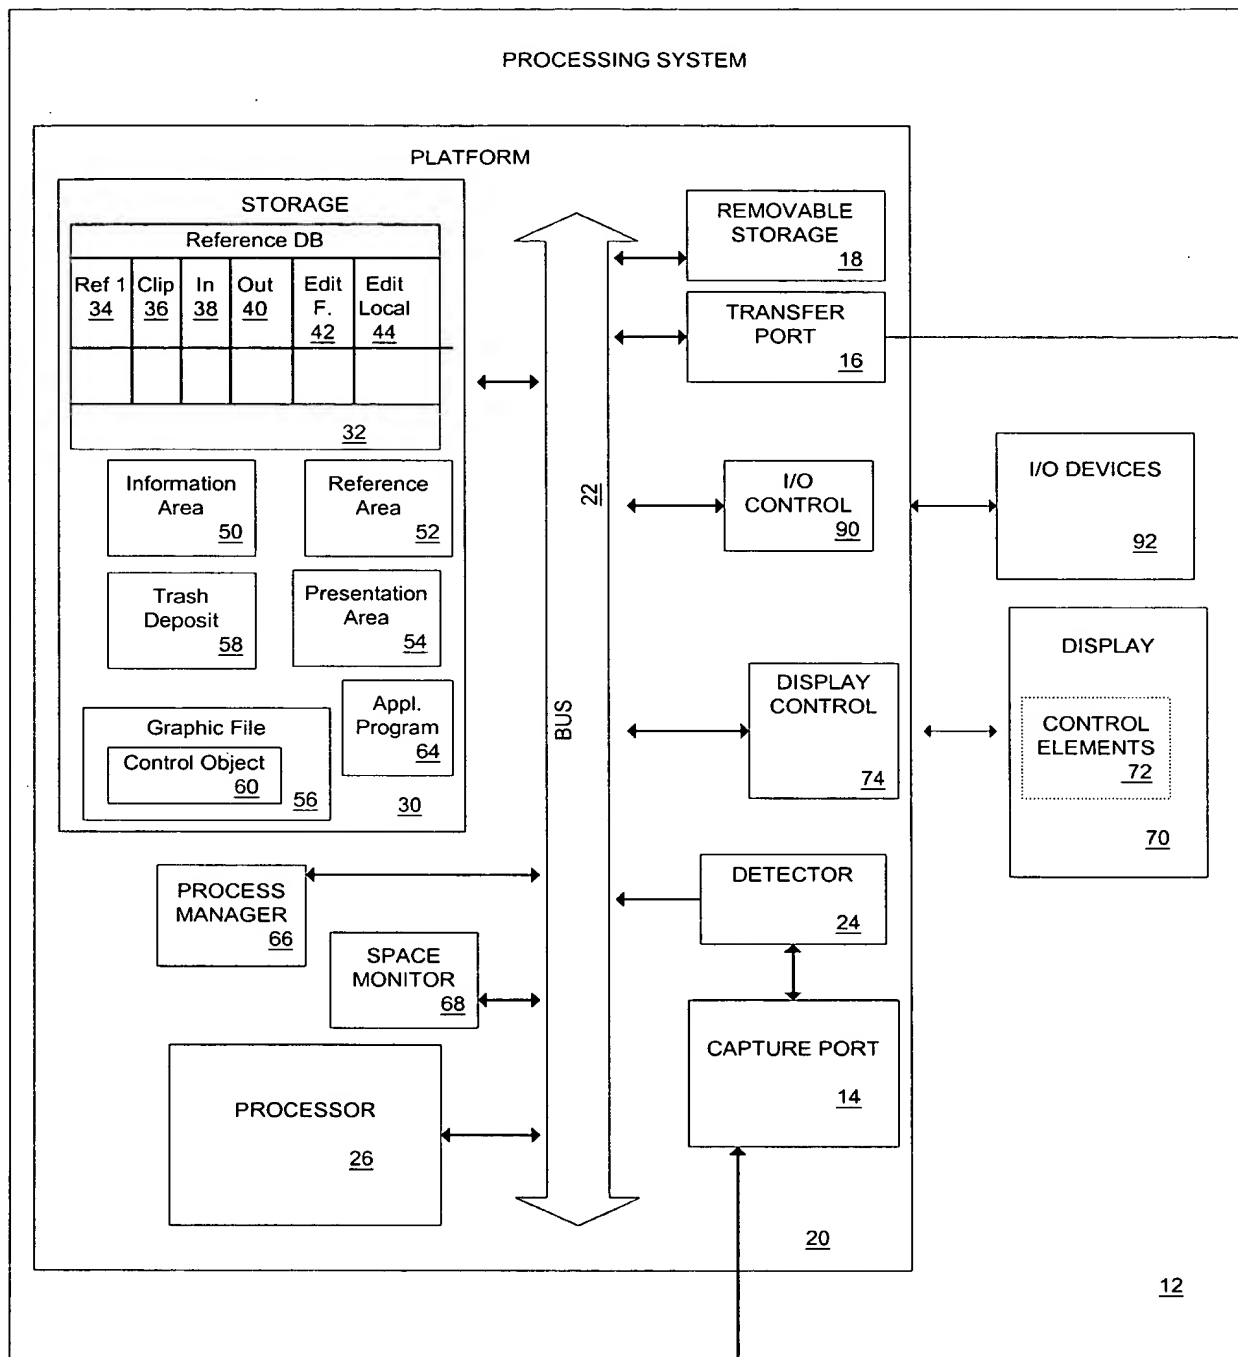 PROCESSING SYSTEM
PLATFORM
STORAGE
Reference DB
Ref 1
34
Clip
36
In
38
Out
40
Edit
F.
42
Edit
Local
44
32
Information
Area
50
Reference
Area
52
Trash
Deposit
58
Presentation
Area
54
Graphic File
Control Object
60
56
Appl.
Program
64
30
PROCESS
MANAGER
66
SPACE
MONITOR
68
PROCESSOR
26
22
BUS
REMOVABLE
STORAGE
18
TRANSFER
PORT
16
I/O
CONTROL
90
DISPLAY
CONTROL
74
DETECTOR
24
CAPTURE PORT
14
20
I/O DEVICES
92
DISPLAY
CONTROL
ELEMENTS
72
70
12